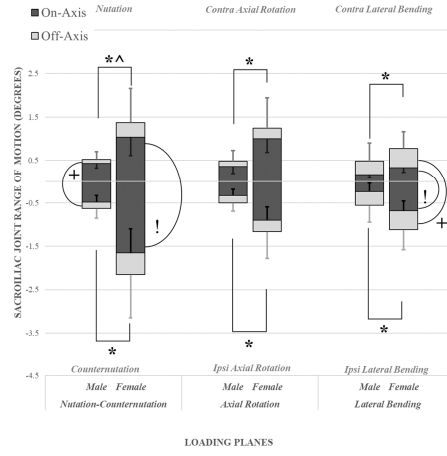 On-Axis
Off-Axis
Nutation Contra Axial Rotation Contra Lateral Bending
SACROILIAC JOINT RANGE OF MOTION (DEGREES)
2.5
1.5
0.5
-0.5
-1.5
-2.5
-3.5
-4.5
*^ * *
+ ! ! +
* * *
Counternutation Ipsi Axial Rotation Ipsi Lateral Bending
Male Female Male Female Male Female
Nutation-Counternutation Axial Rotation Lateral Bending
LOADING PLANES